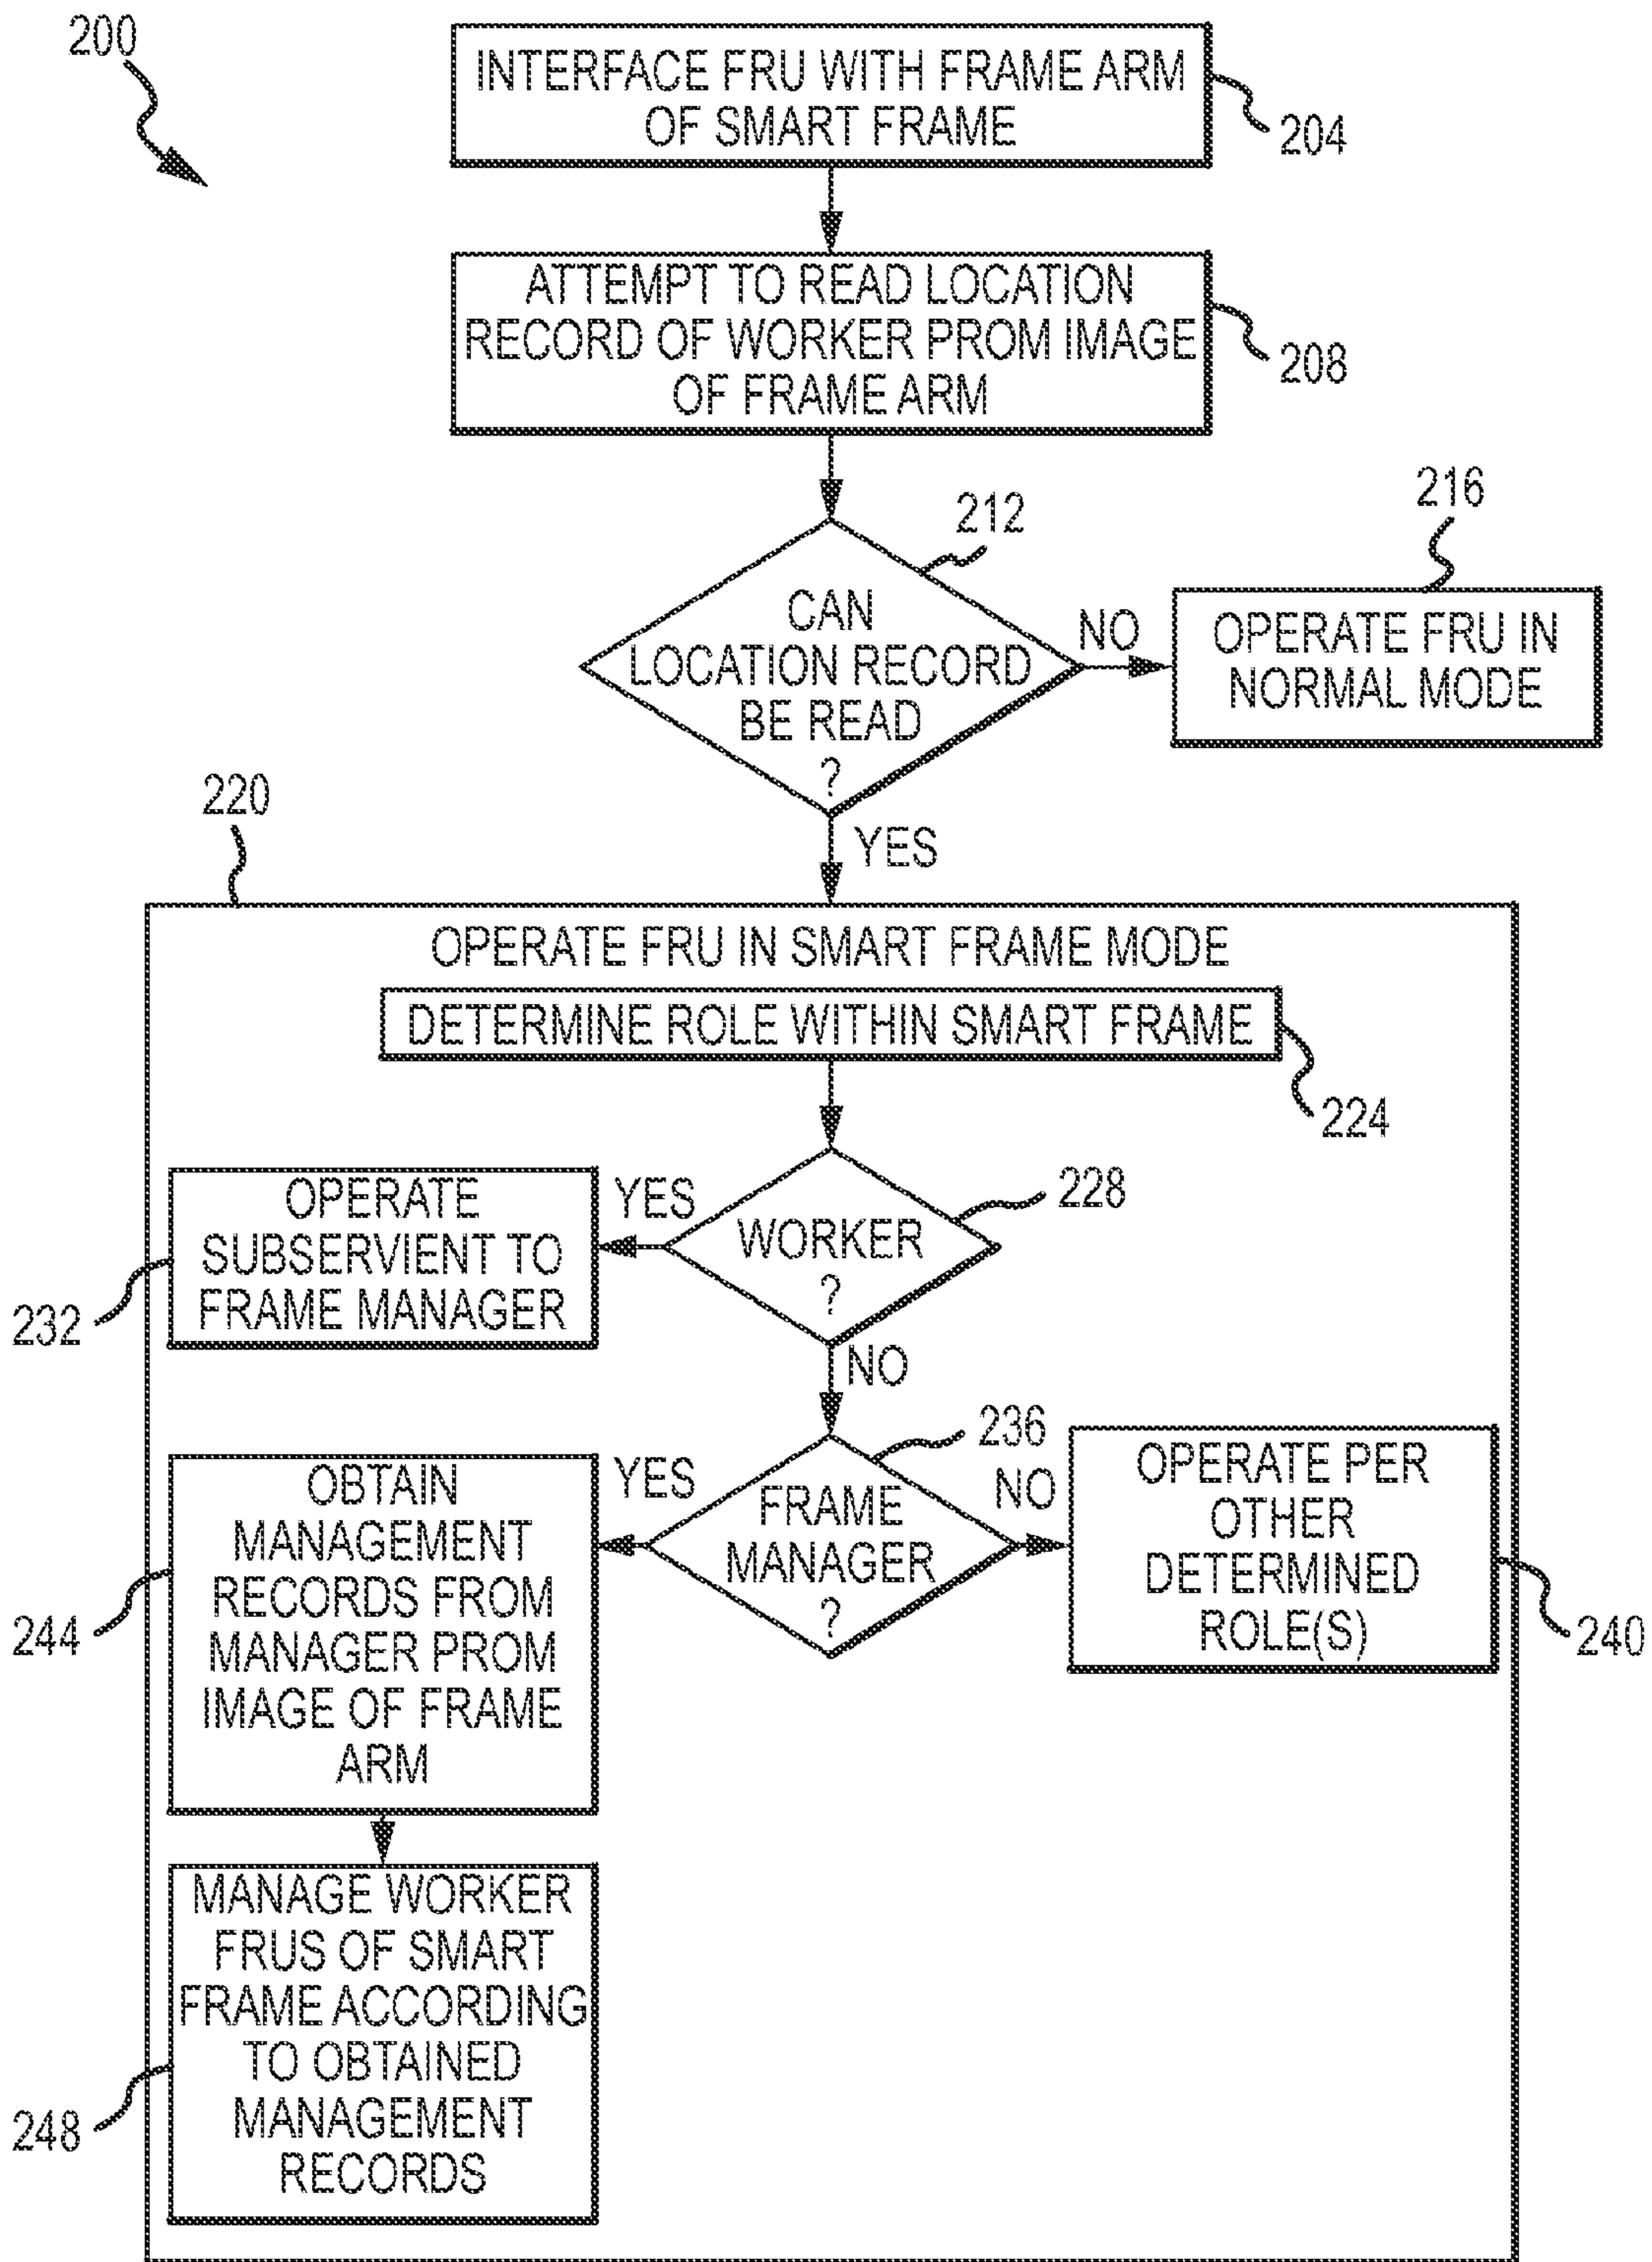 200
INTERFACE FRU WITH FRAME ARM
OF SMART FRAME
204
ATTEMPT TO READ LOCATION
RECORD OF WORKER PROM IMAGE
OF FRAME ARM
208
212
CAN
LOCATION RECORD
BE READ
?
NO
216
OPERATE FRU IN
NORMAL MODE
YES
220
OPERATE FRU IN SMART FRAME MODE
DETERMINE ROLE WITHIN SMART FRAME
224
228
WORKER
?
YES
OPERATE
SUBSERVIENT TO
FRAME MANAGER
232
NO
236
FRAME
MANAGER
?
NO
OPERATE PER
OTHER
DETERMINED
ROLE(S)
240
YES
OBTAIN
MANAGEMENT
RECORDS FROM
MANAGER PROM
IMAGE OF FRAME
ARM
244
MANAGE WORKER
FRUS OF SMART
FRAME ACCORDING
TO OBTAINED
MANAGEMENT
RECORDS
248